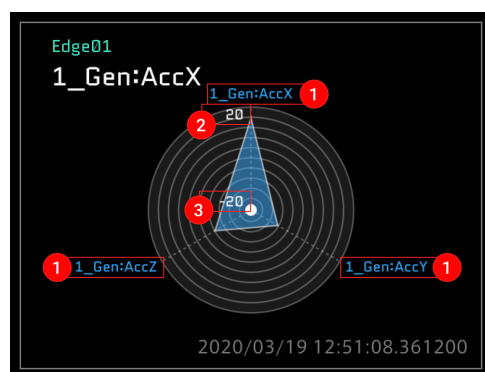 Edge01
1_Gen:AccX
1_Gen:AccX 1
20
2
-20
3
1 1_Gen:AccZ
1_Gen:AccY 1
2020/03/19 12:51:08.361200